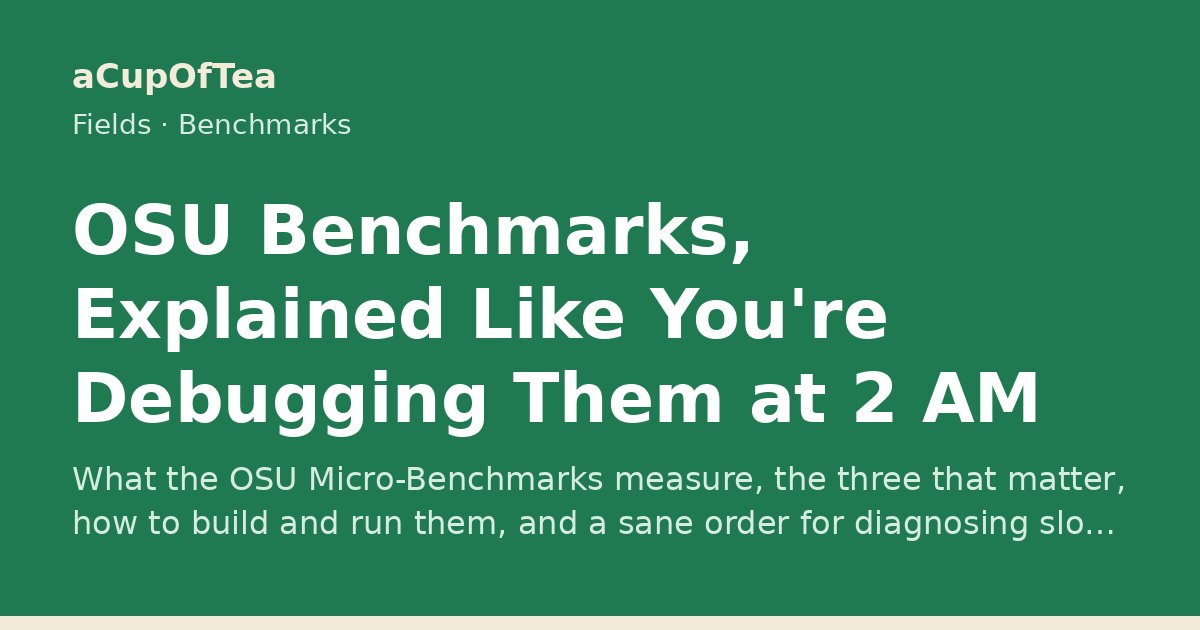 aCupOfTea
Fields · Benchmarks
OSU Benchmarks,
Explained Like You're
Debugging Them at 2 AM
What the OSU Micro-Benchmarks measure, the three that matter,
how to build and run them, and a sane order for diagnosing slo…